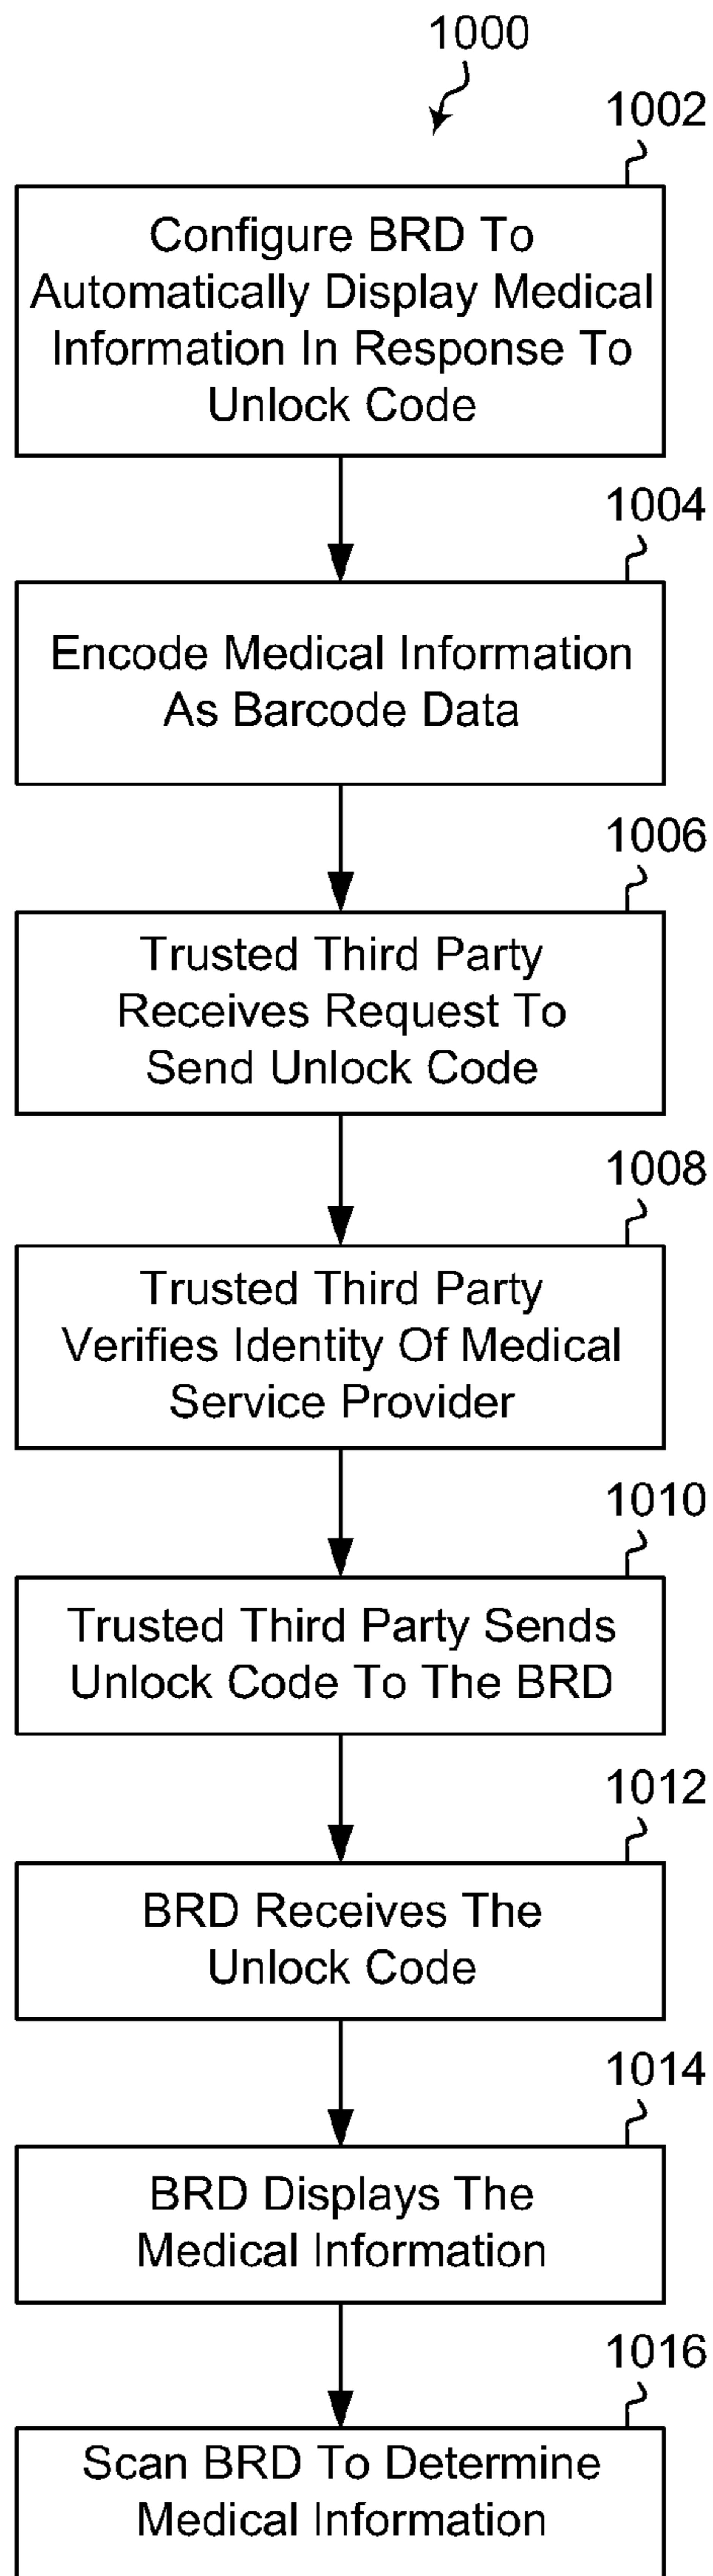 1000
1002
Configure BRD To
Automatically Display Medical
Information In Response To
Unlock Code
1004
Encode Medical Information
As Barcode Data
1006
Trusted Third Party
Receives Request To
Send Unlock Code
1008
Trusted Third Party
Verifies Identity Of Medical
Service Provider
1010
Trusted Third Party Sends
Unlock Code To The BRD
1012
BRD Receives The
Unlock Code
1014
BRD Displays The
Medical Information
1016
Scan BRD To Determine
Medical Information